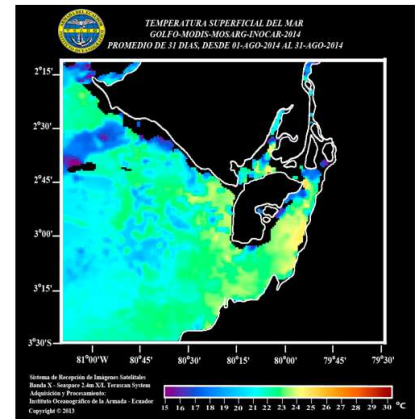 TEMPERATURA SUPERFICIAL DEL MAR
GOLFO-MODIS-MOSARG-INOCAR-2014
PROMEDIO DE 31 DIAS, DESDE 01-AGO-2014 AL 31-AGO-2014
2°15'
2°30'
2°45'
3°00'
3°15'
3°30'S
81°00'W
80°45'
80°30'
80°15'
80°00'
79°45'
79°30'
Sistema de Recepción de Imágenes Satelitales
Banda X - Seaspace 2.4m X/L Terascan System
Adquisición y Procesamiento:
Instituto Oceanográfico de la Armada - Ecuador
Copyright © 2013
15 16 17 18 19 20 21 22 23 24 25 26 27 28 29 30 °C